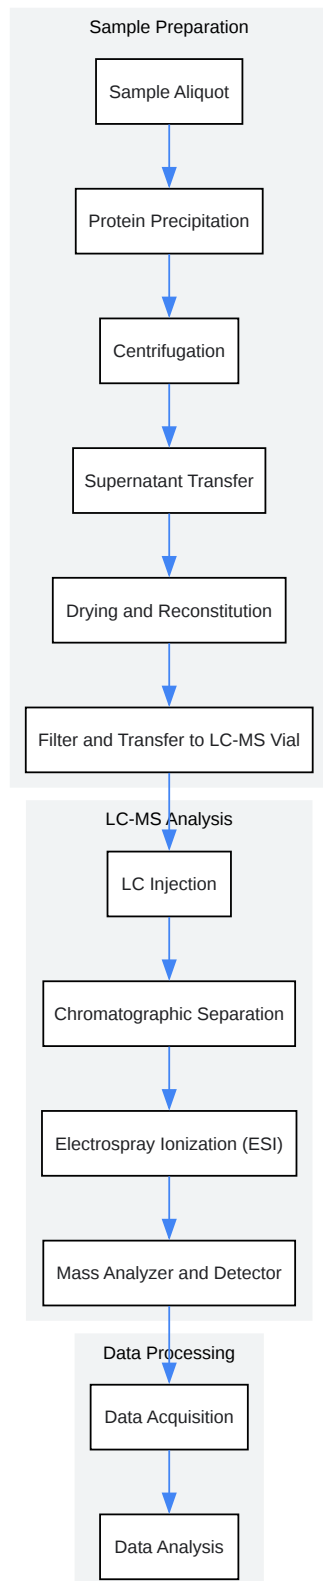 Sample Preparation
Sample Aliquot
Protein Precipitation
Centrifugation
Supernatant Transfer
Drying and Reconstitution
Filter and Transfer to LC-MS Vial
LC-MS Analysis
LC Injection
Chromatographic Separation
Electrospray Ionization (ESI)
Mass Analyzer and Detector
Data Processing
Data Acquisition
Data Analysis